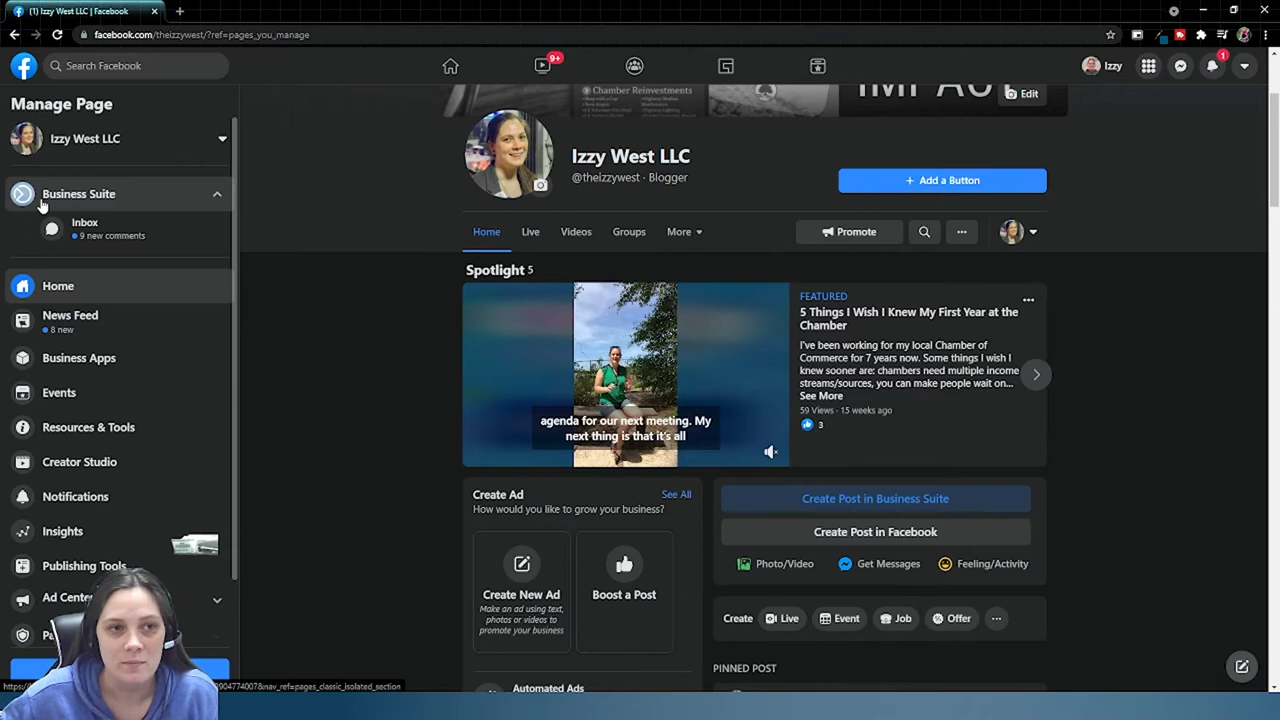 (1) Izzy West LLC | Facebook
facebook.com/theizzywest/?ref=pages_you_manage
Search Facebook
9+
Izzy
1
Manage Page
Izzy West LLC
Business Suite
Inbox
9 new comments
Home
News Feed
8 new
Business Apps
Events
Resources & Tools
Creator Studio
Notifications
Insights
Publishing Tools
Ad Cente
Chamber Reinvestments
Edit
Izzy West LLC
@theizzywest · Blogger
+ Add a Button
Home Live Videos Groups More
Promote
Spotlight 5
agenda for our next meeting. My
next thing is that it's all
FEATURED
5 Things I Wish I Knew My First Year at the
Chamber
I've been working for my local Chamber of
Commerce for 7 years now. Some things I wish I
knew sooner are: chambers need multiple income
streams/sources, you can make people wait on...
See More
59 Views · 15 weeks ago
3
Create Ad
See All
How would you like to grow your business?
Create New Ad
Make an ad using text,
photos or videos to
promote your business
Boost a Post
Automated Ads
Create Post in Business Suite
Create Post in Facebook
Photo/Video Get Messages Feeling/Activity
Create Live Event Job Offer
PINNED POST
904774007&nav_ref=pages_classic_isolated_section